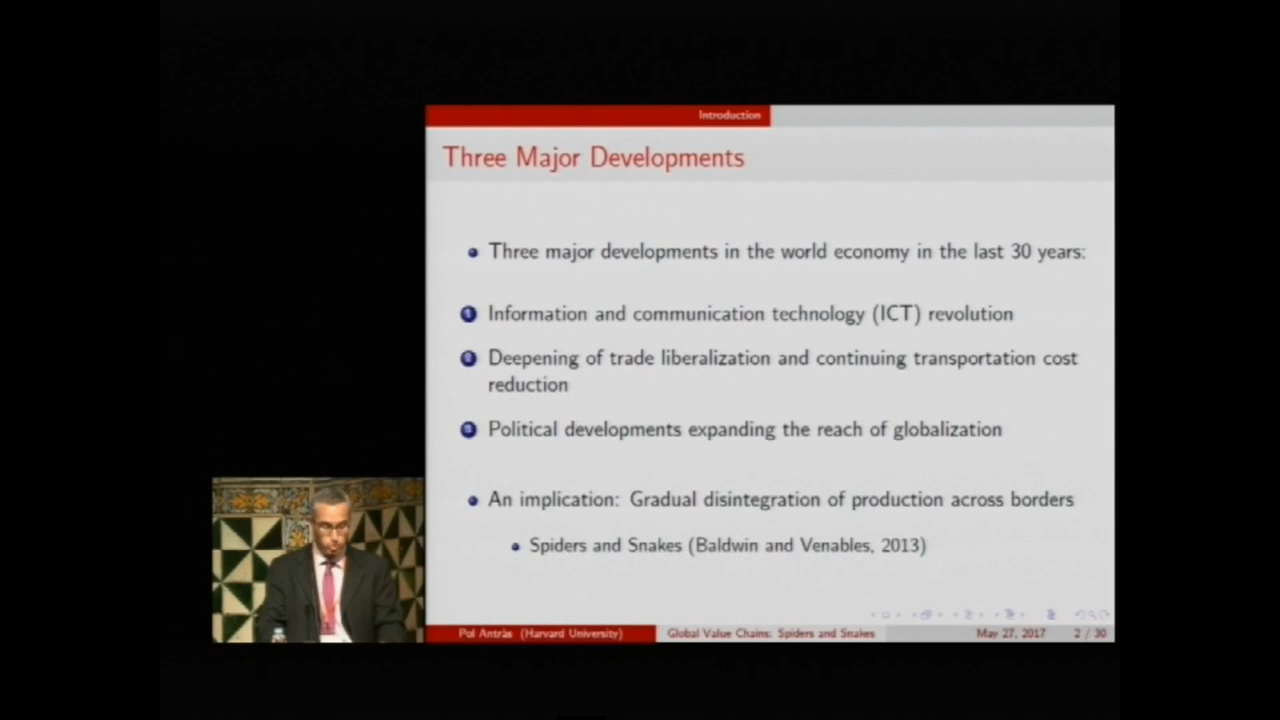 Introduction
Three Major Developments
Three major developments in the world economy in the last 30 years:
1 Information and communication technology (ICT) revolution
2 Deepening of trade liberalization and continuing transportation cost
reduction
3 Political developments expanding the reach of globalization
An implication: Gradual disintegration of production across borders
Spiders and Snakes (Baldwin and Venables, 2013)
Pol Antràs (Harvard University) Global Value Chains: Spiders and Snakes May 27, 2017 2 / 30